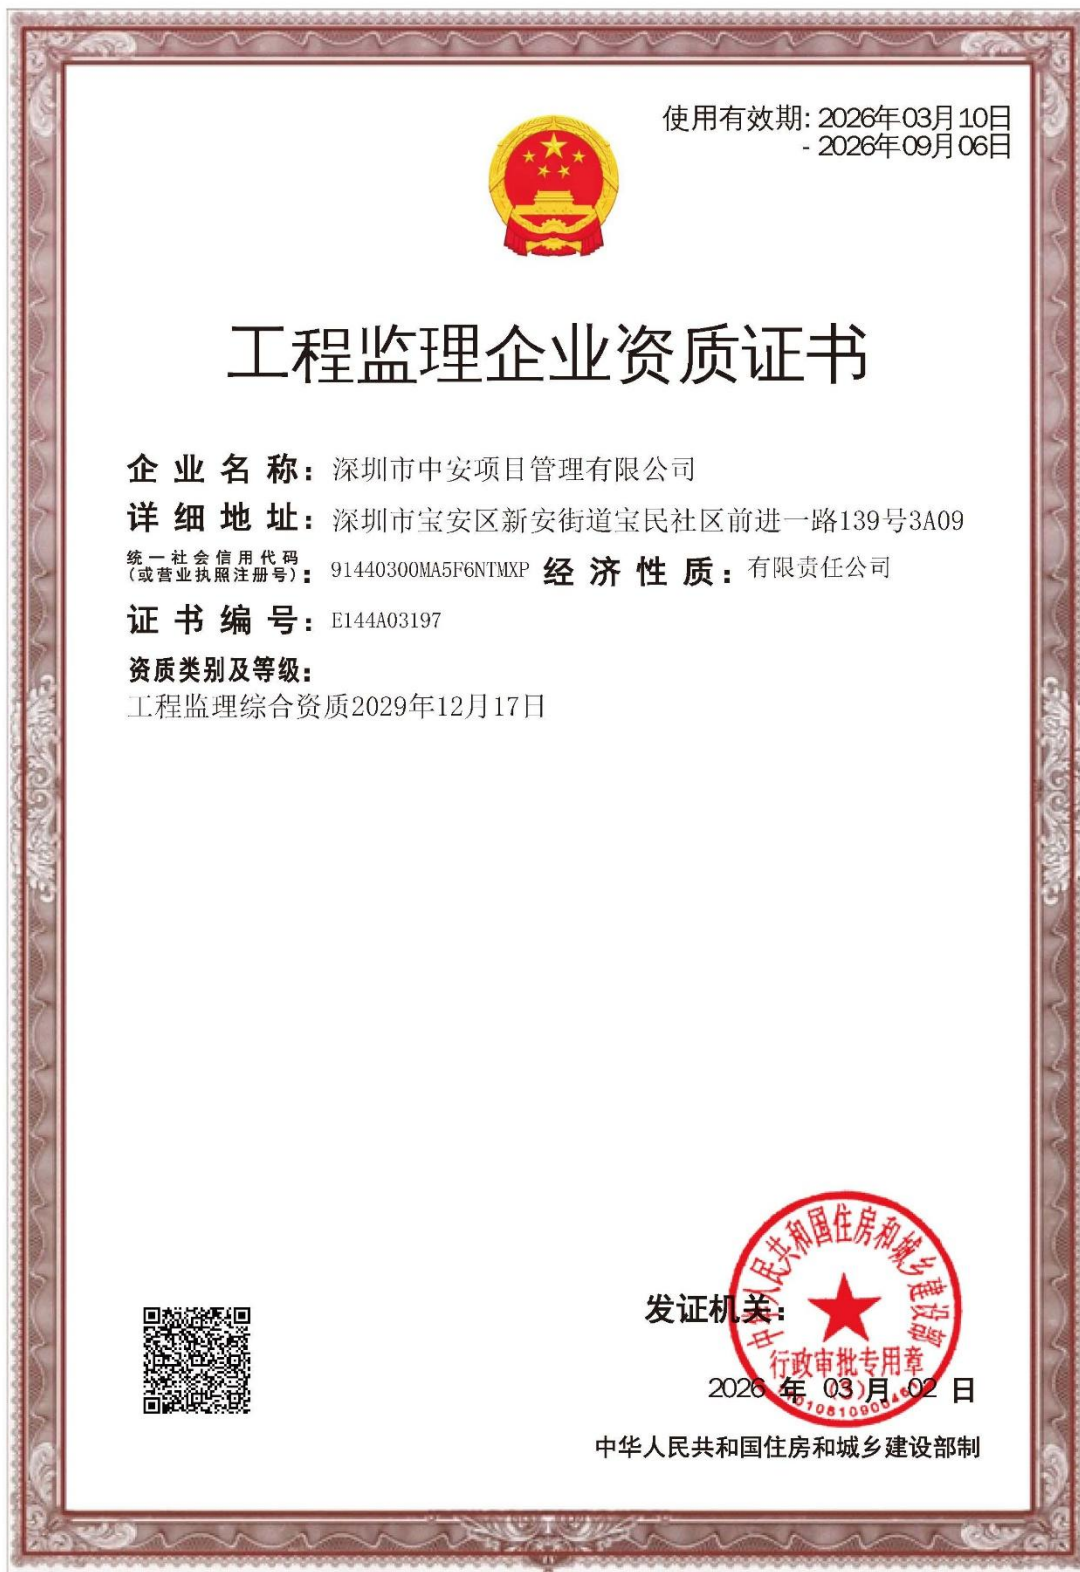 使用有效期: 2026年03月10日
- 2026年09月06日
工程监理企业资质证书
企业名称：深圳市中安项目管理有限公司
详细地址：深圳市宝安区新安街道宝民社区前进一路139号3A09
统一社会信用代码
(或营业执照注册号)：91440300MA5F6NTMXP 经济性质：有限责任公司
证书编号：E144A03197
资质类别及等级：
工程监理综合资质2029年12月17日
中华人民共和国住房和城乡建设部
发证机关：
行政审批专用章
(3)
2026 年 03 月 02 日
中华人民共和国住房和城乡建设部制